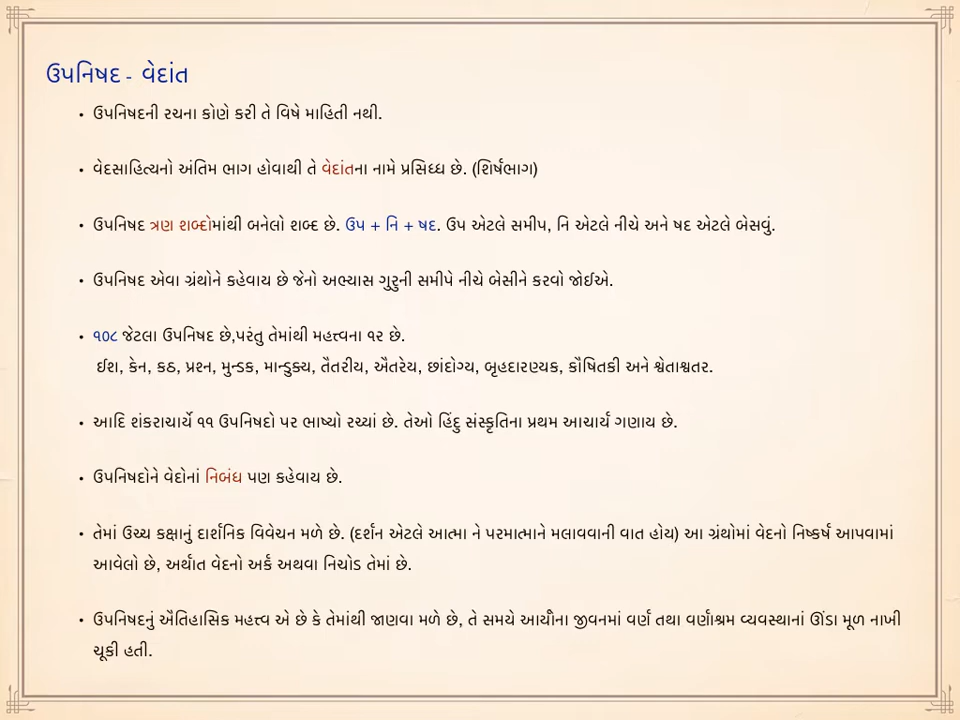 ઉપનિષદ - વેદાંત
• ઉપનિષદની રચના કોણે કરી તે વિષે માહિતી નથી.
• વેદસાહિત્યનો અંતિમ ભાગ હોવાથી તે વેદાંતના નામે પ્રસિધ્ધ છે. (શિર્ષભાગ)
• ઉપનિષદ ત્રણ શબ્દોમાંથી બનેલો શબ્દ છે. ઉપ + નિ + ષદ. ઉપ એટલે સમીપ, નિ એટલે નીચે અને ષદ એટલે બેસવું.
• ઉપનિષદ એવા ગ્રંથોને કહેવાય છે જેનો અભ્યાસ ગુરુની સમીપે નીચે બેસીને કરવો જોઈએ.
• ૧૦૮ જેટલા ઉપનિષદ છે,પરંતુ તેમાંથી મહત્ત્વના ૧૨ છે.
ઈશ, કેન, કઠ, પ્રશ્ન, મુન્ડક, માન્ડુક્ય, તૈતરીય, ઐતરેય, છાંદોગ્ય, બૃહદારણ્યક, કૌષિતકી અને શ્વેતાશ્વતર.
• આદિ શંકરાચાર્યે ૧૧ ઉપનિષદો પર ભાષ્યો રચ્યાં છે. તેઓ હિંદુ સંસ્કૃતિના પ્રથમ આચાર્ય ગણાય છે.
• ઉપનિષદોને વેદોનાં નિબંધ પણ કહેવાય છે.
• તેમાં ઉચ્ચ કક્ષાનું દાર્શનિક વિવેચન મળે છે. (દર્શન એટલે આત્મા ને પરમાત્માને મલાવવાની વાત હોય) આ ગ્રંથોમાં વેદનો નિષ્કર્ષ આપવામાં
આવેલો છે, અર્થાત વેદનો અર્ક અથવા નિચોડ તેમાં છે.
• ઉપનિષદનું ઐતિહાસિક મહત્ત્વ એ છે કે તેમાંથી જાણવા મળે છે, તે સમયે આર્યોના જીવનમાં વર્ણ તથા વર્ણાશ્રમ વ્યવસ્થાનાં ઊંડા મૂળ નાખી
ચૂકી હતી.